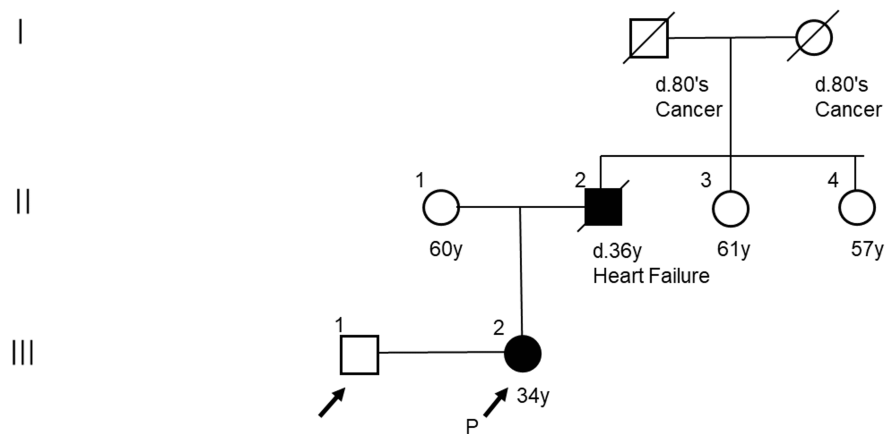 I
d.80's
Cancer
d.80's
Cancer
II
1
2
3
4
60y
d.36y
Heart Failure
61y
57y
III
1
2
34y
P